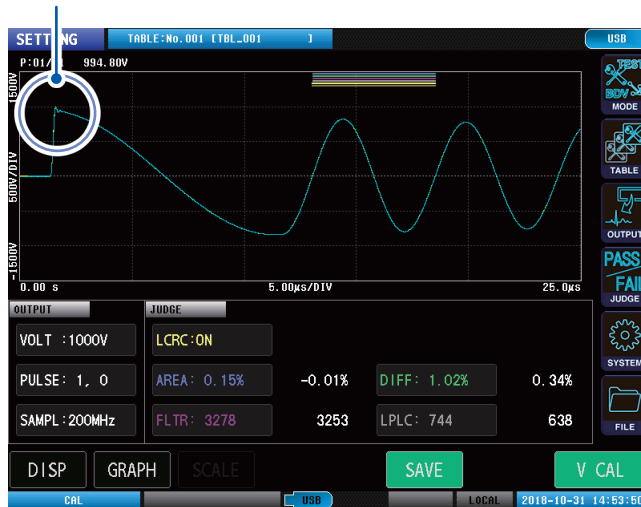 SETTING TABLE:No.001 [TBL_001 ] USB
P:01/ 994.80V
1500V
500V/DIV
-1500V
0.00 s 5.00μs/DIV 25.0μs
TEST
BDV
MODE
TABLE
OUTPUT
PASS
FAIL
JUDGE
SYSTEM
FILE
OUTPUT JUDGE
VOLT :1000V LCRC:ON
PULSE: 1, 0 AREA: 0.15% -0.01% DIFF: 1.02% 0.34%
SAMPL:200MHz FLTR: 3278 3253 LPLC: 744 638
DISP GRAPH SCALE SAVE V CAL
CAL USB LOCAL 2018-10-31 14:53:50